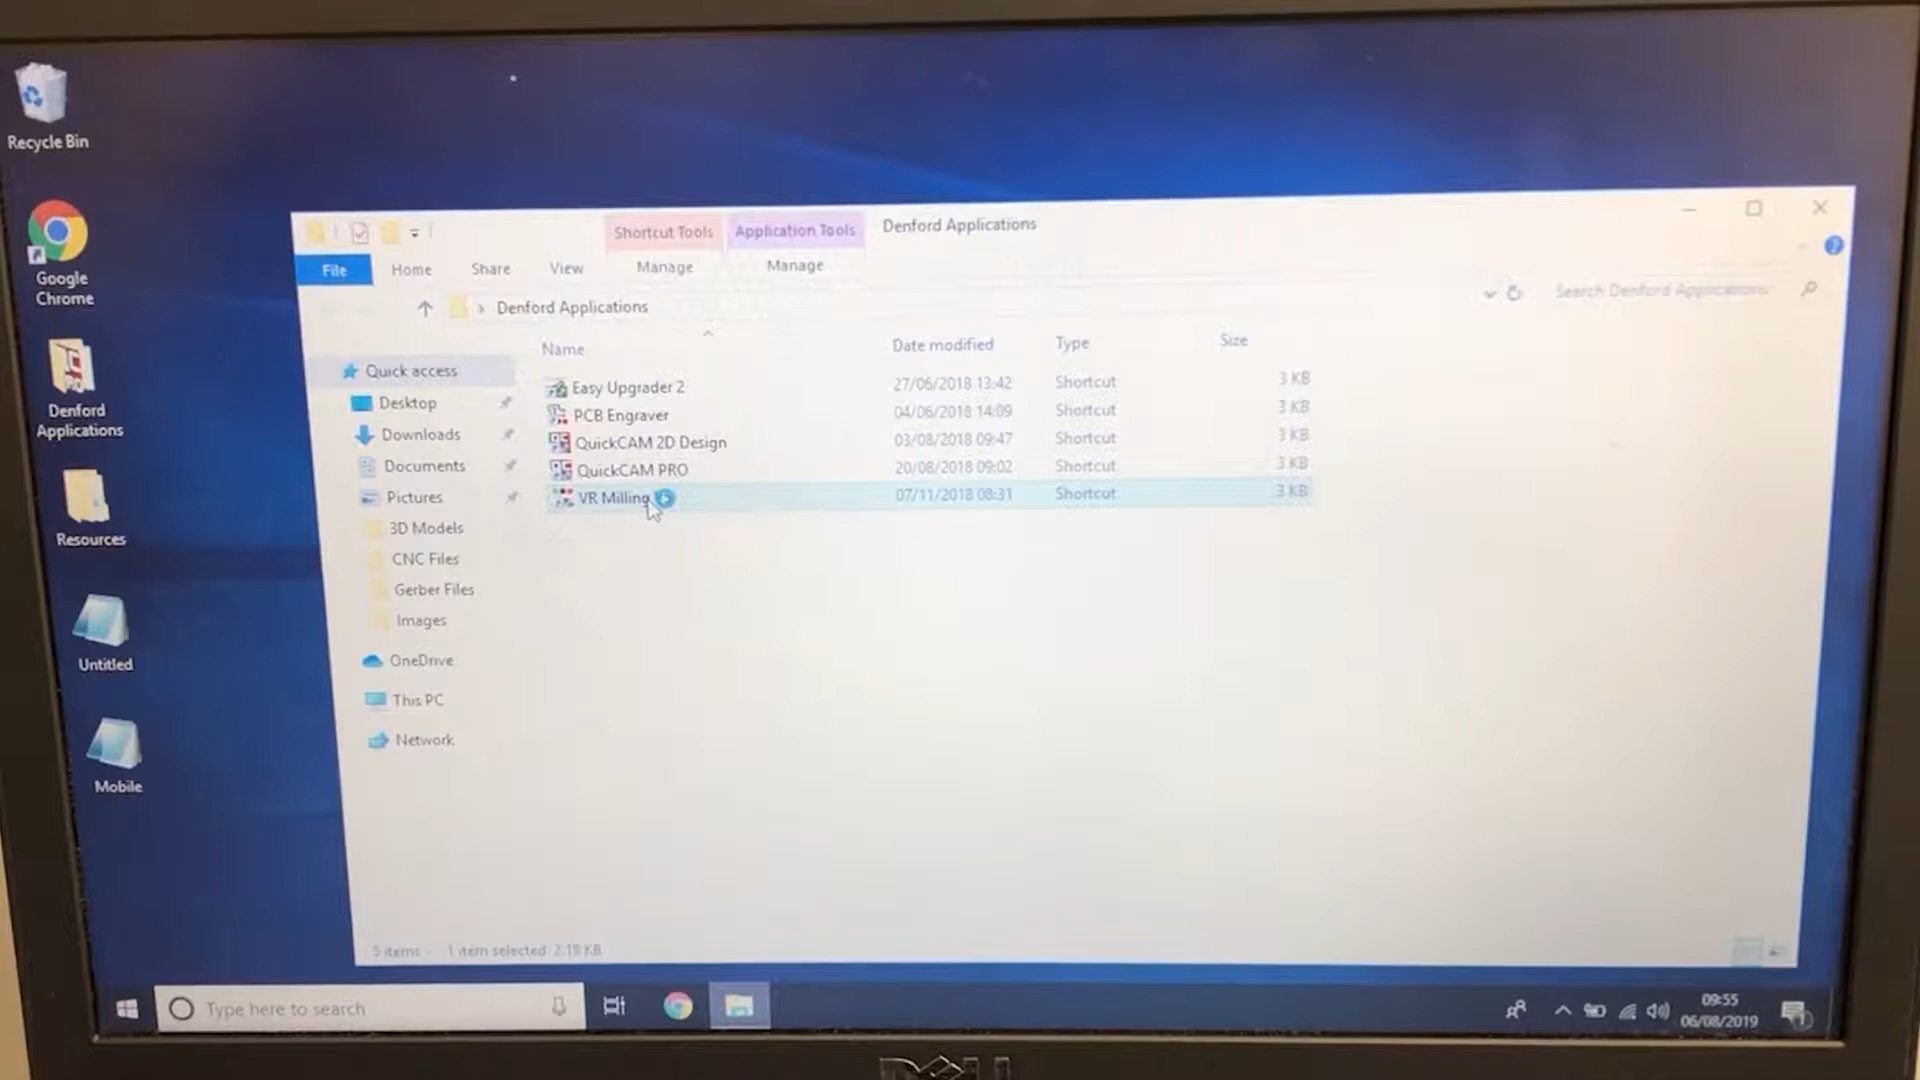 Recycle Bin
Google
Chrome
Denford
Applications
Resources
Untitled
Mobile
Shortcut Tools
Application Tools
Denford Applications
File
Home
Share
View
Manage
Manage
Denford Applications
Search Denford Applications
Name
Date modified
Type
Size
Easy Upgrader 2
27/06/2018 13:42
Shortcut
3 KB
PCB Engraver
04/06/2018 14:09
Shortcut
3 KB
QuickCAM 2D Design
03/08/2018 09:47
Shortcut
3 KB
QuickCAM PRO
20/08/2018 09:02
Shortcut
3 KB
VR Milling
07/11/2018 08:31
Shortcut
3 KB
Quick access
Desktop
Downloads
Documents
Pictures
3D Models
CNC Files
Gerber Files
Images
OneDrive
This PC
Network
5 items
1 item selected 2.19 KB
Type here to search
09:55
06/08/2019
1
DELL